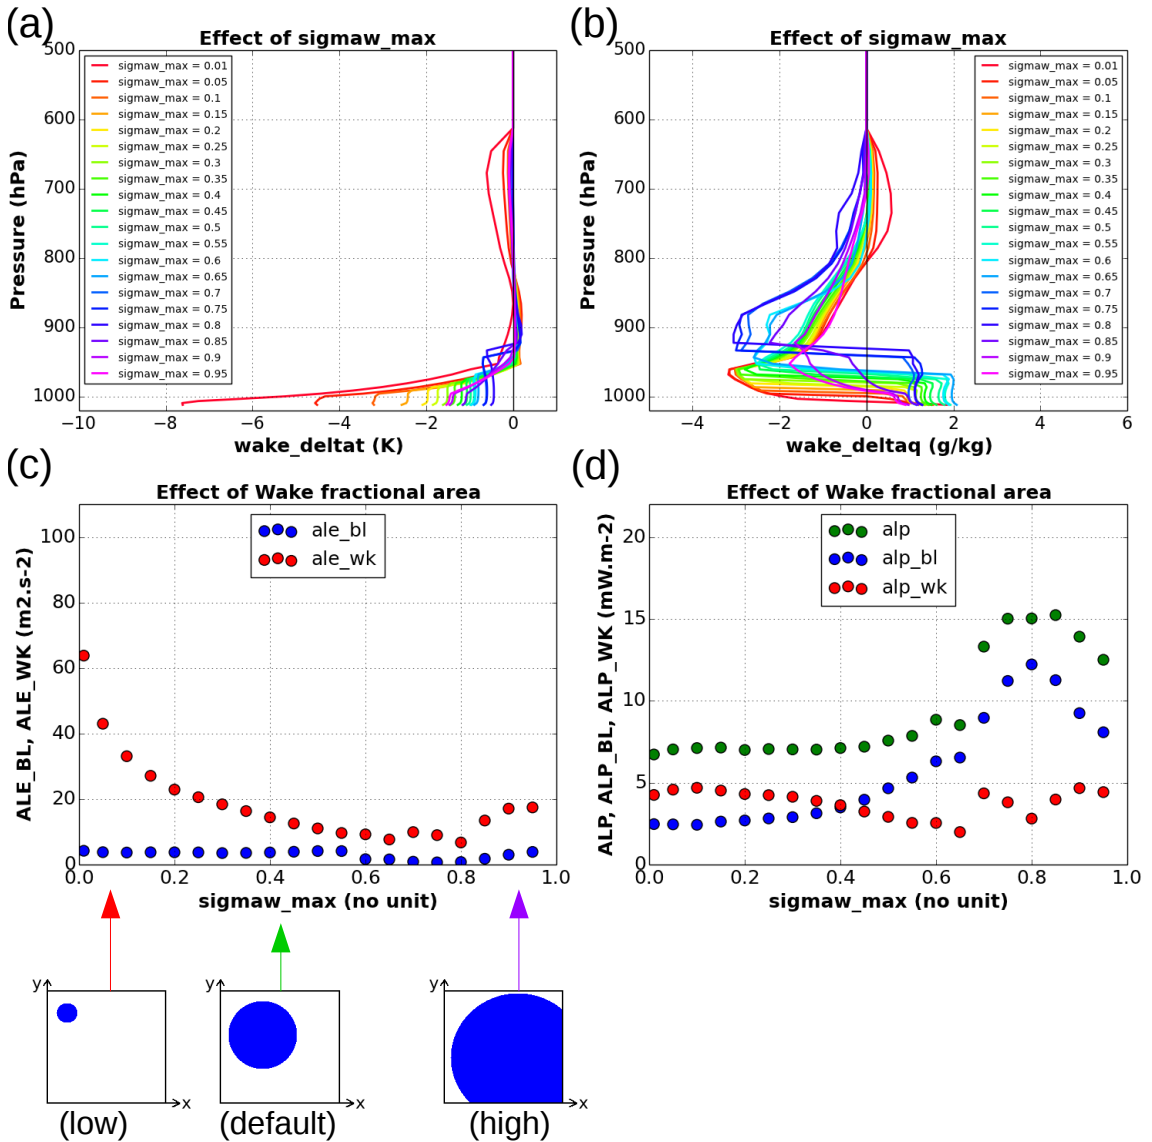 (a)
Effect of sigmaw_max
500
600
700
800
900
1000
Pressure (hPa)
sigmaw_max = 0.01
sigmaw_max = 0.05
sigmaw_max = 0.1
sigmaw_max = 0.15
sigmaw_max = 0.2
sigmaw_max = 0.25
sigmaw_max = 0.3
sigmaw_max = 0.35
sigmaw_max = 0.4
sigmaw_max = 0.45
sigmaw_max = 0.5
sigmaw_max = 0.55
sigmaw_max = 0.6
sigmaw_max = 0.65
sigmaw_max = 0.7
sigmaw_max = 0.75
sigmaw_max = 0.8
sigmaw_max = 0.85
sigmaw_max = 0.9
sigmaw_max = 0.95
−10 −8 −6 −4 −2 0
wake_deltat (K)
(b)
Effect of sigmaw_max
500
600
700
800
900
1000
Pressure (hPa)
sigmaw_max = 0.01
sigmaw_max = 0.05
sigmaw_max = 0.1
sigmaw_max = 0.15
sigmaw_max = 0.2
sigmaw_max = 0.25
sigmaw_max = 0.3
sigmaw_max = 0.35
sigmaw_max = 0.4
sigmaw_max = 0.45
sigmaw_max = 0.5
sigmaw_max = 0.55
sigmaw_max = 0.6
sigmaw_max = 0.65
sigmaw_max = 0.7
sigmaw_max = 0.75
sigmaw_max = 0.8
sigmaw_max = 0.85
sigmaw_max = 0.9
sigmaw_max = 0.95
−4 −2 0 2 4 6
wake_deltaq (g/kg)
(c)
Effect of Wake fractional area
100
80
60
40
20
0
ALE_BL, ALE_WK (m2.s-2)
ale_bl
ale_wk
0.0 0.2 0.4 0.6 0.8 1.0
sigmaw_max (no unit)
(d)
Effect of Wake fractional area
20
15
10
5
0
ALP, ALP_BL, ALP_WK (mW.m-2)
alp
alp_bl
alp_wk
0.0 0.2 0.4 0.6 0.8 1.0
sigmaw_max (no unit)
y
x
(low)
y
x
(default)
y
x
(high)